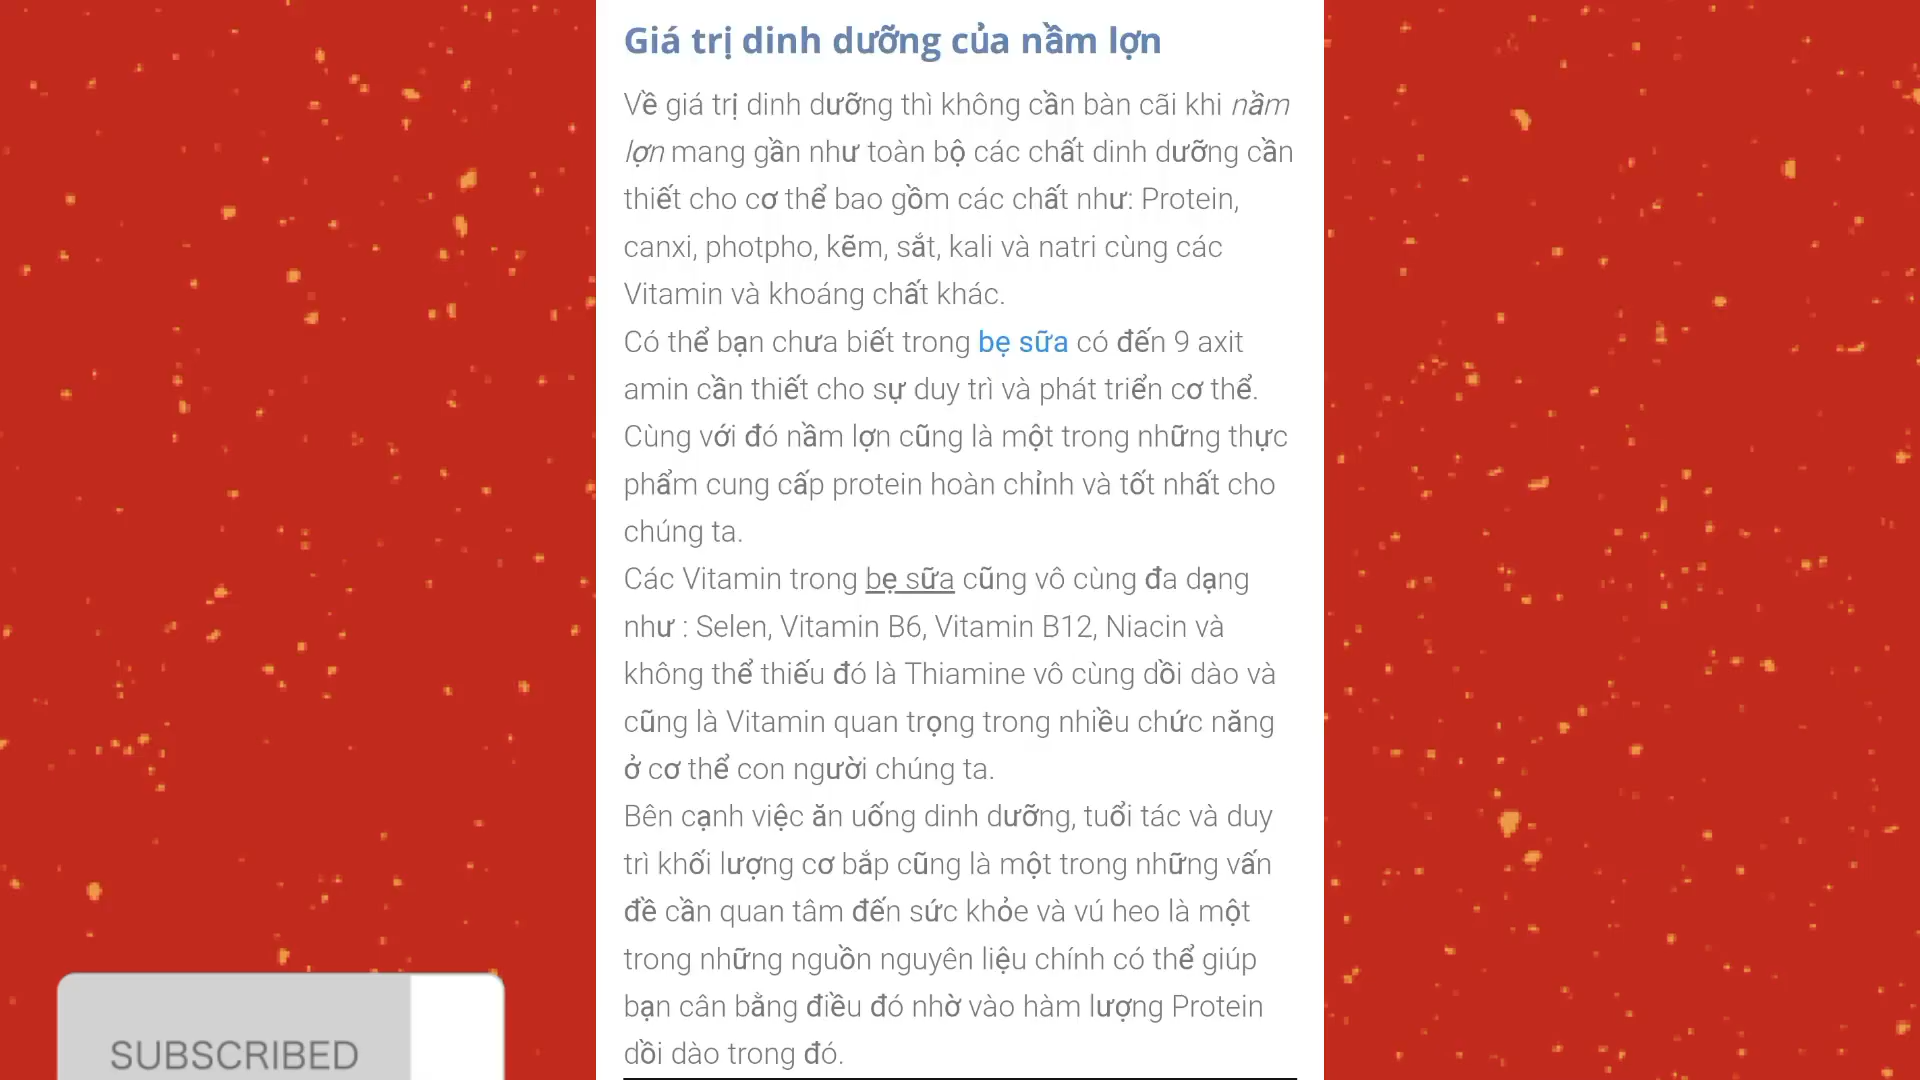 Giá trị dinh dưỡng của nầm lợn
Về giá trị dinh dưỡng thì không cần bàn cãi khi nầm
lợn mang gần như toàn bộ các chất dinh dưỡng cần
thiết cho cơ thể bao gồm các chất như: Protein,
canxi, photpho, kẽm, sắt, kali và natri cùng các
Vitamin và khoáng chất khác.
Có thể bạn chưa biết trong bẹ sữa có đến 9 axit
amin cần thiết cho sự duy trì và phát triển cơ thể.
Cùng với đó nầm lợn cũng là một trong những thực
phẩm cung cấp protein hoàn chỉnh và tốt nhất cho
chúng ta.
Các Vitamin trong bẹ sữa cũng vô cùng đa dạng
như : Selen, Vitamin B6, Vitamin B12, Niacin và
không thể thiếu đó là Thiamine vô cùng dồi dào và
cũng là Vitamin quan trọng trong nhiều chức năng
ở cơ thể con người chúng ta.
Bên cạnh việc ăn uống dinh dưỡng, tuổi tác và duy
trì khối lượng cơ bắp cũng là một trong những vấn
đề cần quan tâm đến sức khỏe và vú heo là một
trong những nguồn nguyên liệu chính có thể giúp
bạn cân bằng điều đó nhờ vào hàm lượng Protein
dồi dào trong đó.
SUBSCRIBED